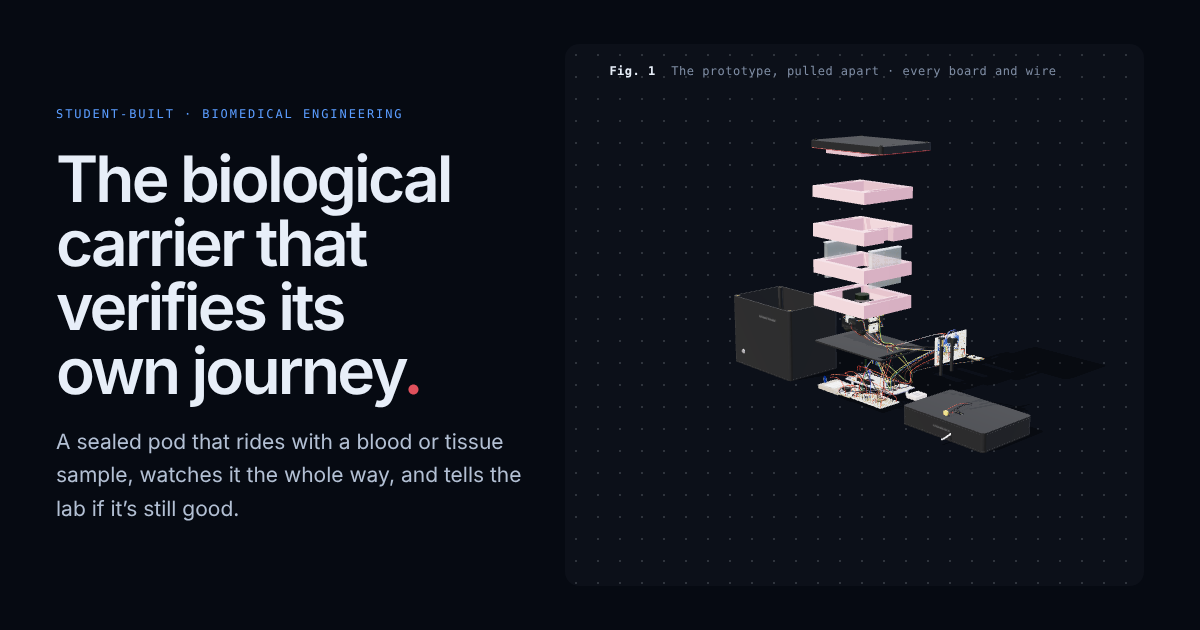 STUDENT-BUILT · BIOMEDICAL ENGINEERING
The biological
carrier that
verifies its
own journey.
A sealed pod that rides with a blood or tissue
sample, watches it the whole way, and tells the
lab if it’s still good.
Fig. 1 The prototype, pulled apart · every board and wire